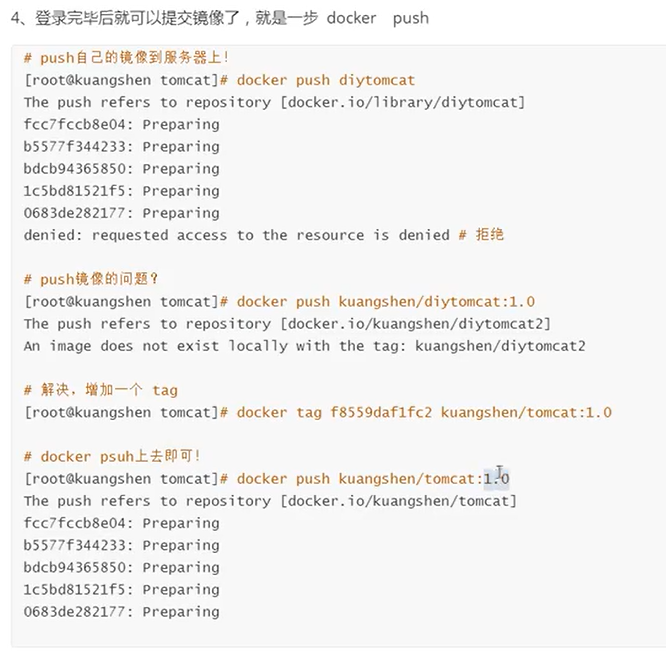 4、登录完毕后就可以提交镜像了，就是一步 docker push
# push自己的镜像到服务器上！
[root@kuangshen tomcat]# docker push diytomcat
The push refers to repository [docker.io/library/diytomcat]
fcc7fccb8e04: Preparing
b5577f344233: Preparing
bdcb94365850: Preparing
1c5bd81521f5: Preparing
0683de282177: Preparing
denied: requested access to the resource is denied # 拒绝
# push镜像的问题？
[root@kuangshen tomcat]# docker push kuangshen/diytomcat:1.0
The push refers to repository [docker.io/kuangshen/diytomcat2]
An image does not exist locally with the tag: kuangshen/diytomcat2
# 解决，增加一个 tag
[root@kuangshen tomcat]# docker tag f8559daf1fc2 kuangshen/tomcat:1.0
# docker psuh上去即可！
[root@kuangshen tomcat]# docker push kuangshen/tomcat:1.0
The push refers to repository [docker.io/kuangshen/tomcat]
fcc7fccb8e04: Preparing
b5577f344233: Preparing
bdcb94365850: Preparing
1c5bd81521f5: Preparing
0683de282177: Preparing